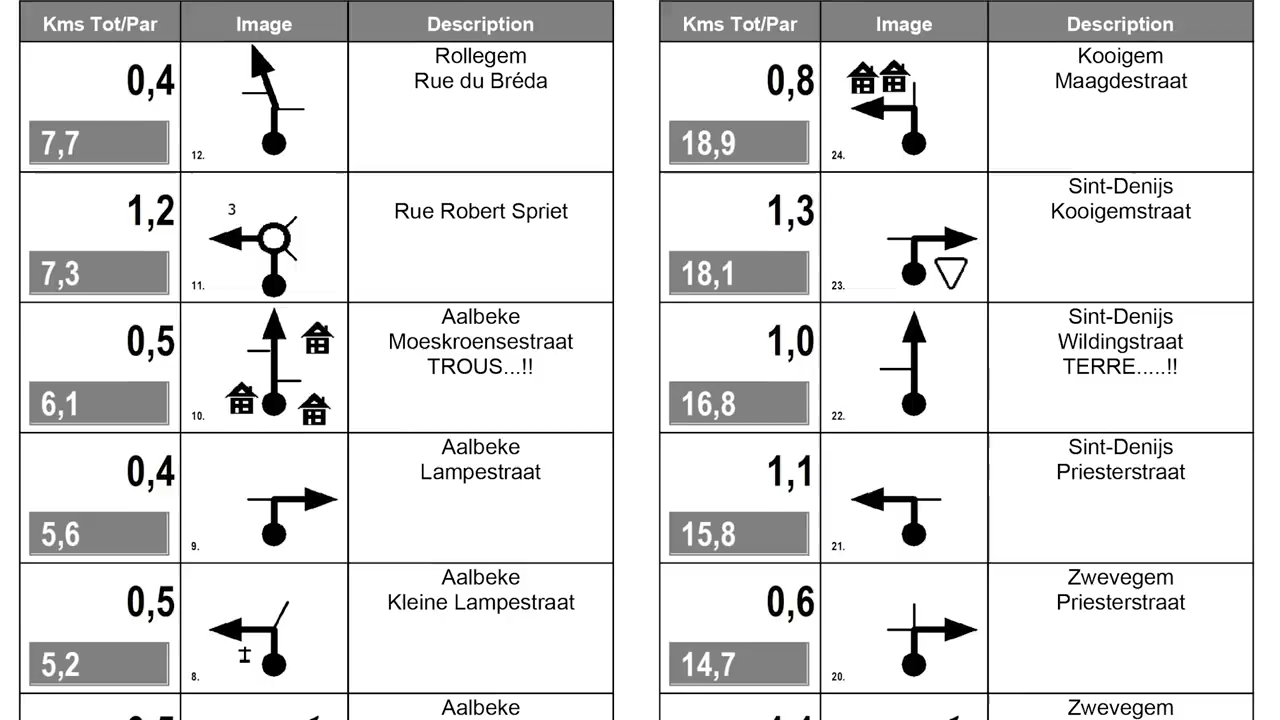 Kms Tot/Par Image Description
0,4
7,7
12.
Rollegem
Rue du Bréda
1,2
7,3
3
11.
Rue Robert Spriet
0,5
6,1
10.
Aalbeke
Moeskroensestraat
TROUS...!!
0,4
5,6
9.
Aalbeke
Lampestraat
0,5
5,2
8.
Aalbeke
Kleine Lampestraat
Aalbeke
Kms Tot/Par Image Description
0,8
18,9
24.
Kooigem
Maagdestraat
1,3
18,1
23.
Sint-Denijs
Kooigemstraat
1,0
16,8
22.
Sint-Denijs
Wildingstraat
TERRE.....!!
1,1
15,8
21.
Sint-Denijs
Priesterstraat
0,6
14,7
20.
Zwevegem
Priesterstraat
Zwevegem